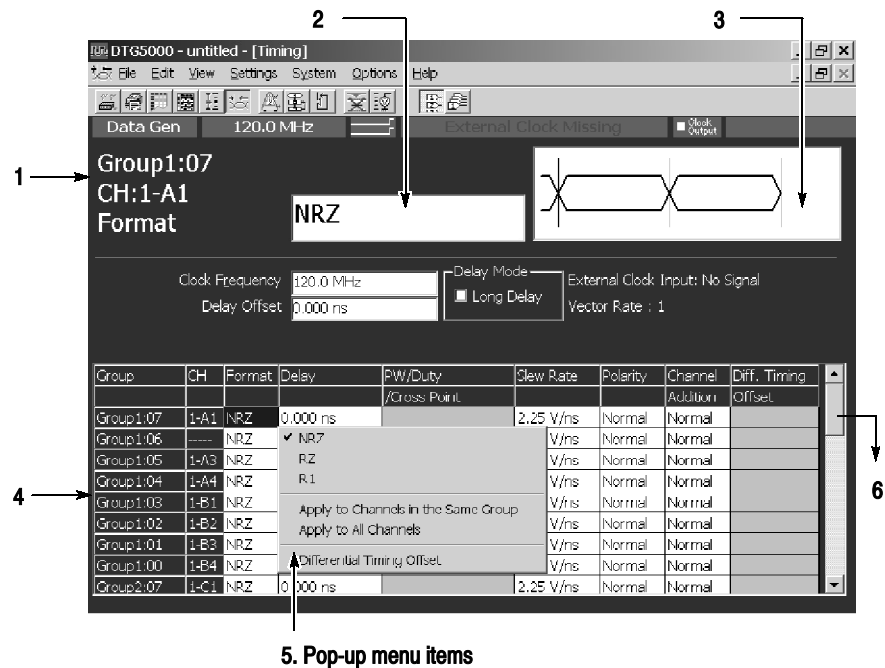 2
3
DTG5000 - untitled - [Timing]
File Edit View Settings System Options Help
Data Gen 120.0 MHz External Clock Missing Clock Output
1
Group1:07
CH:1-A1
Format
NRZ
Clock Frequency 120.0 MHz
Delay Offset 0.000 ns
Delay Mode
Long Delay
External Clock Input: No Signal
Vector Rate : 1
Group CH Format Delay PW/Duty Slew Rate Polarity Channel Diff. Timing
/Cross Point Addition Offset
Group1:07 1-A1 NRZ 0.000 ns 2.25 V/ns Normal Normal
Group1:06 ----- NRZ V/ns Normal Normal
Group1:05 1-A3 NRZ V/ns Normal Normal
Group1:04 1-A4 NRZ V/ns Normal Normal
Group1:03 1-B1 NRZ V/ns Normal Normal
Group1:02 1-B2 NRZ V/ns Normal Normal
Group1:01 1-B3 NRZ V/ns Normal Normal
Group1:00 1-B4 NRZ V/ns Normal Normal
Group2:07 1-C1 NRZ 0.000 ns 2.25 V/ns Normal Normal
NRZ
RZ
R1
Apply to Channels in the Same Group
Apply to All Channels
Differential Timing Offset
4
6
5. Pop-up menu items